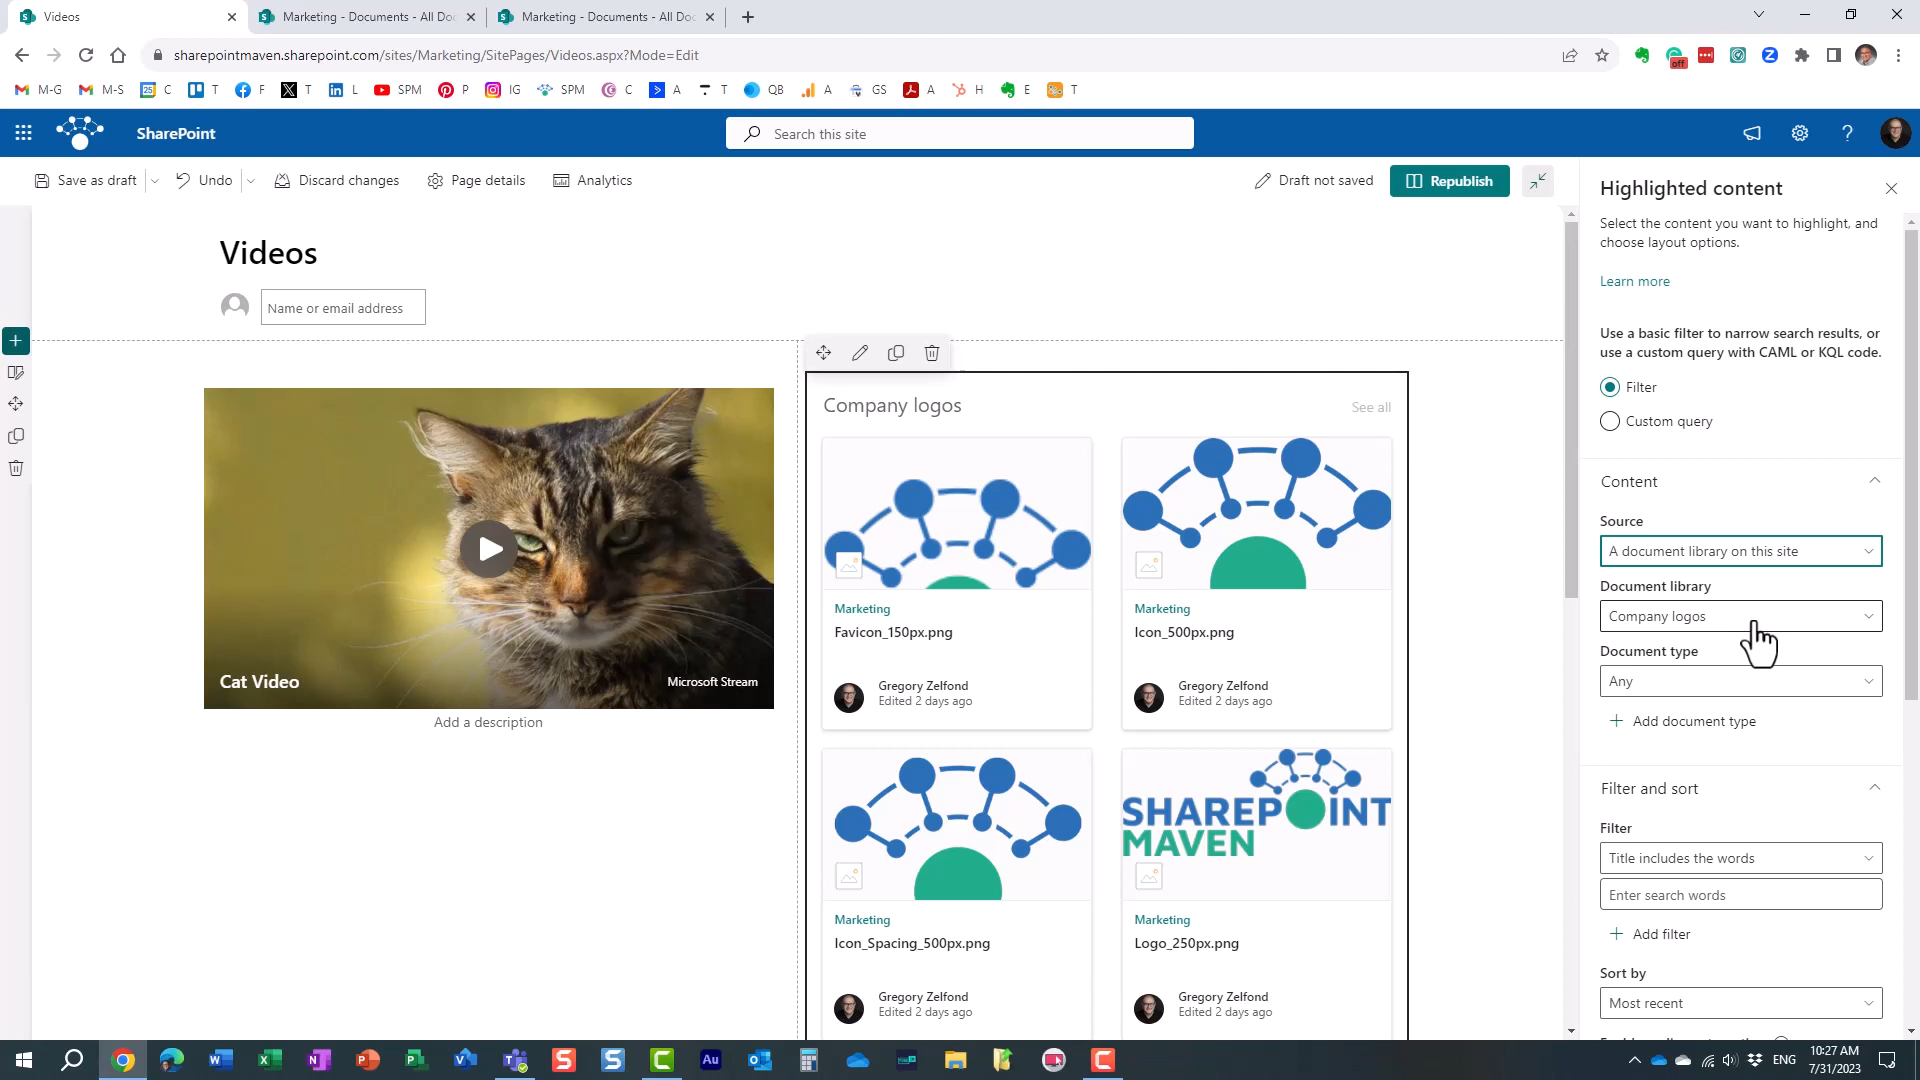 Videos
Marketing - Documents - All Doc
Marketing - Documents - All Doc
sharepointmaven.sharepoint.com/sites/Marketing/SitePages/Videos.aspx?Mode=Edit
off
M-G
M-S
25
C
T
F
T
L
SPM
P
IG
SPM
C
A
T
QB
A
GS
A
H
E
T
SharePoint
Search this site
Save as draft
Undo
Discard changes
Page details
Analytics
Draft not saved
Republish
Videos
Name or email address
Cat Video
Microsoft Stream
Add a description
Company logos
See all
Marketing
Favicon_150px.png
Gregory Zelfond
Edited 2 days ago
Marketing
Icon_500px.png
Gregory Zelfond
Edited 2 days ago
Marketing
Icon_Spacing_500px.png
Gregory Zelfond
Edited 2 days ago
SHAREPOINT
MAVEN
Marketing
Logo_250px.png
Gregory Zelfond
Edited 2 days ago
Highlighted content
Select the content you want to highlight, and
choose layout options.
Learn more
Use a basic filter to narrow search results, or
use a custom query with CAML or KQL code.
Filter
Custom query
Content
Source
A document library on this site
Document library
Company logos
Document type
Any
Add document type
Filter and sort
Filter
Title includes the words
Enter search words
Add filter
Sort by
Most recent
ENG
10:27 AM
7/31/2023